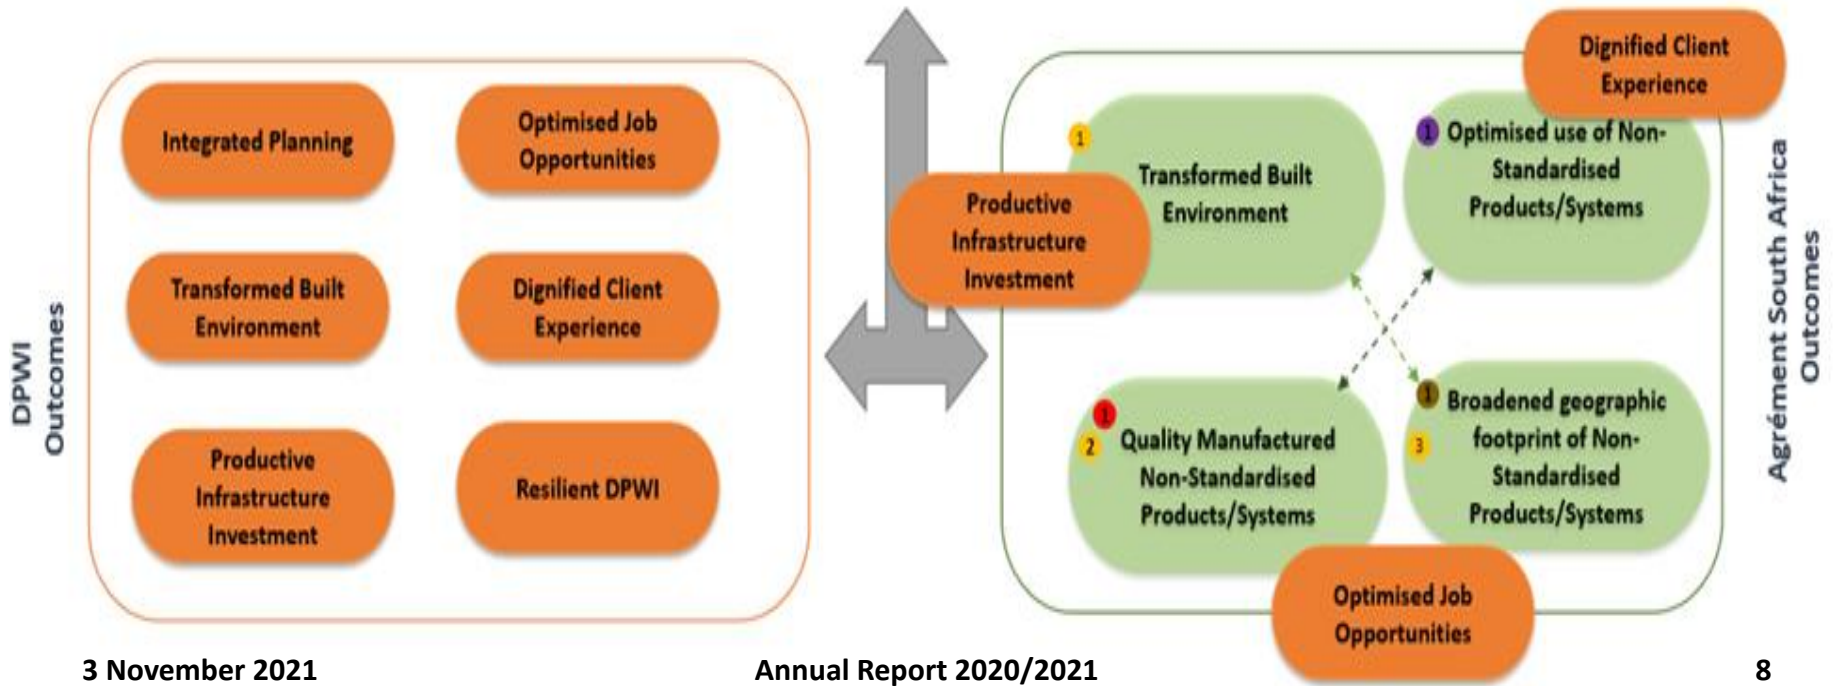 DPWI
Outcomes
Integrated Planning
Optimised Job
Opportunities
Transformed Built
Environment
Dignified Client
Experience
Productive
Infrastructure
Investment
Resilient DPWI
Dignified Client
Experience
1
Transformed Built
Environment
1
Optimised use of Non-
Standardised
Products/Systems
Productive
Infrastructure
Investment
1
2
Quality Manufactured
Non-Standardised
Products/Systems
1
3
Broadened geographic
footprint of Non-
Standardised
Products/Systems
Optimised Job
Opportunities
Agrément South Africa
Outcomes
3 November 2021
Annual Report 2020/2021
8